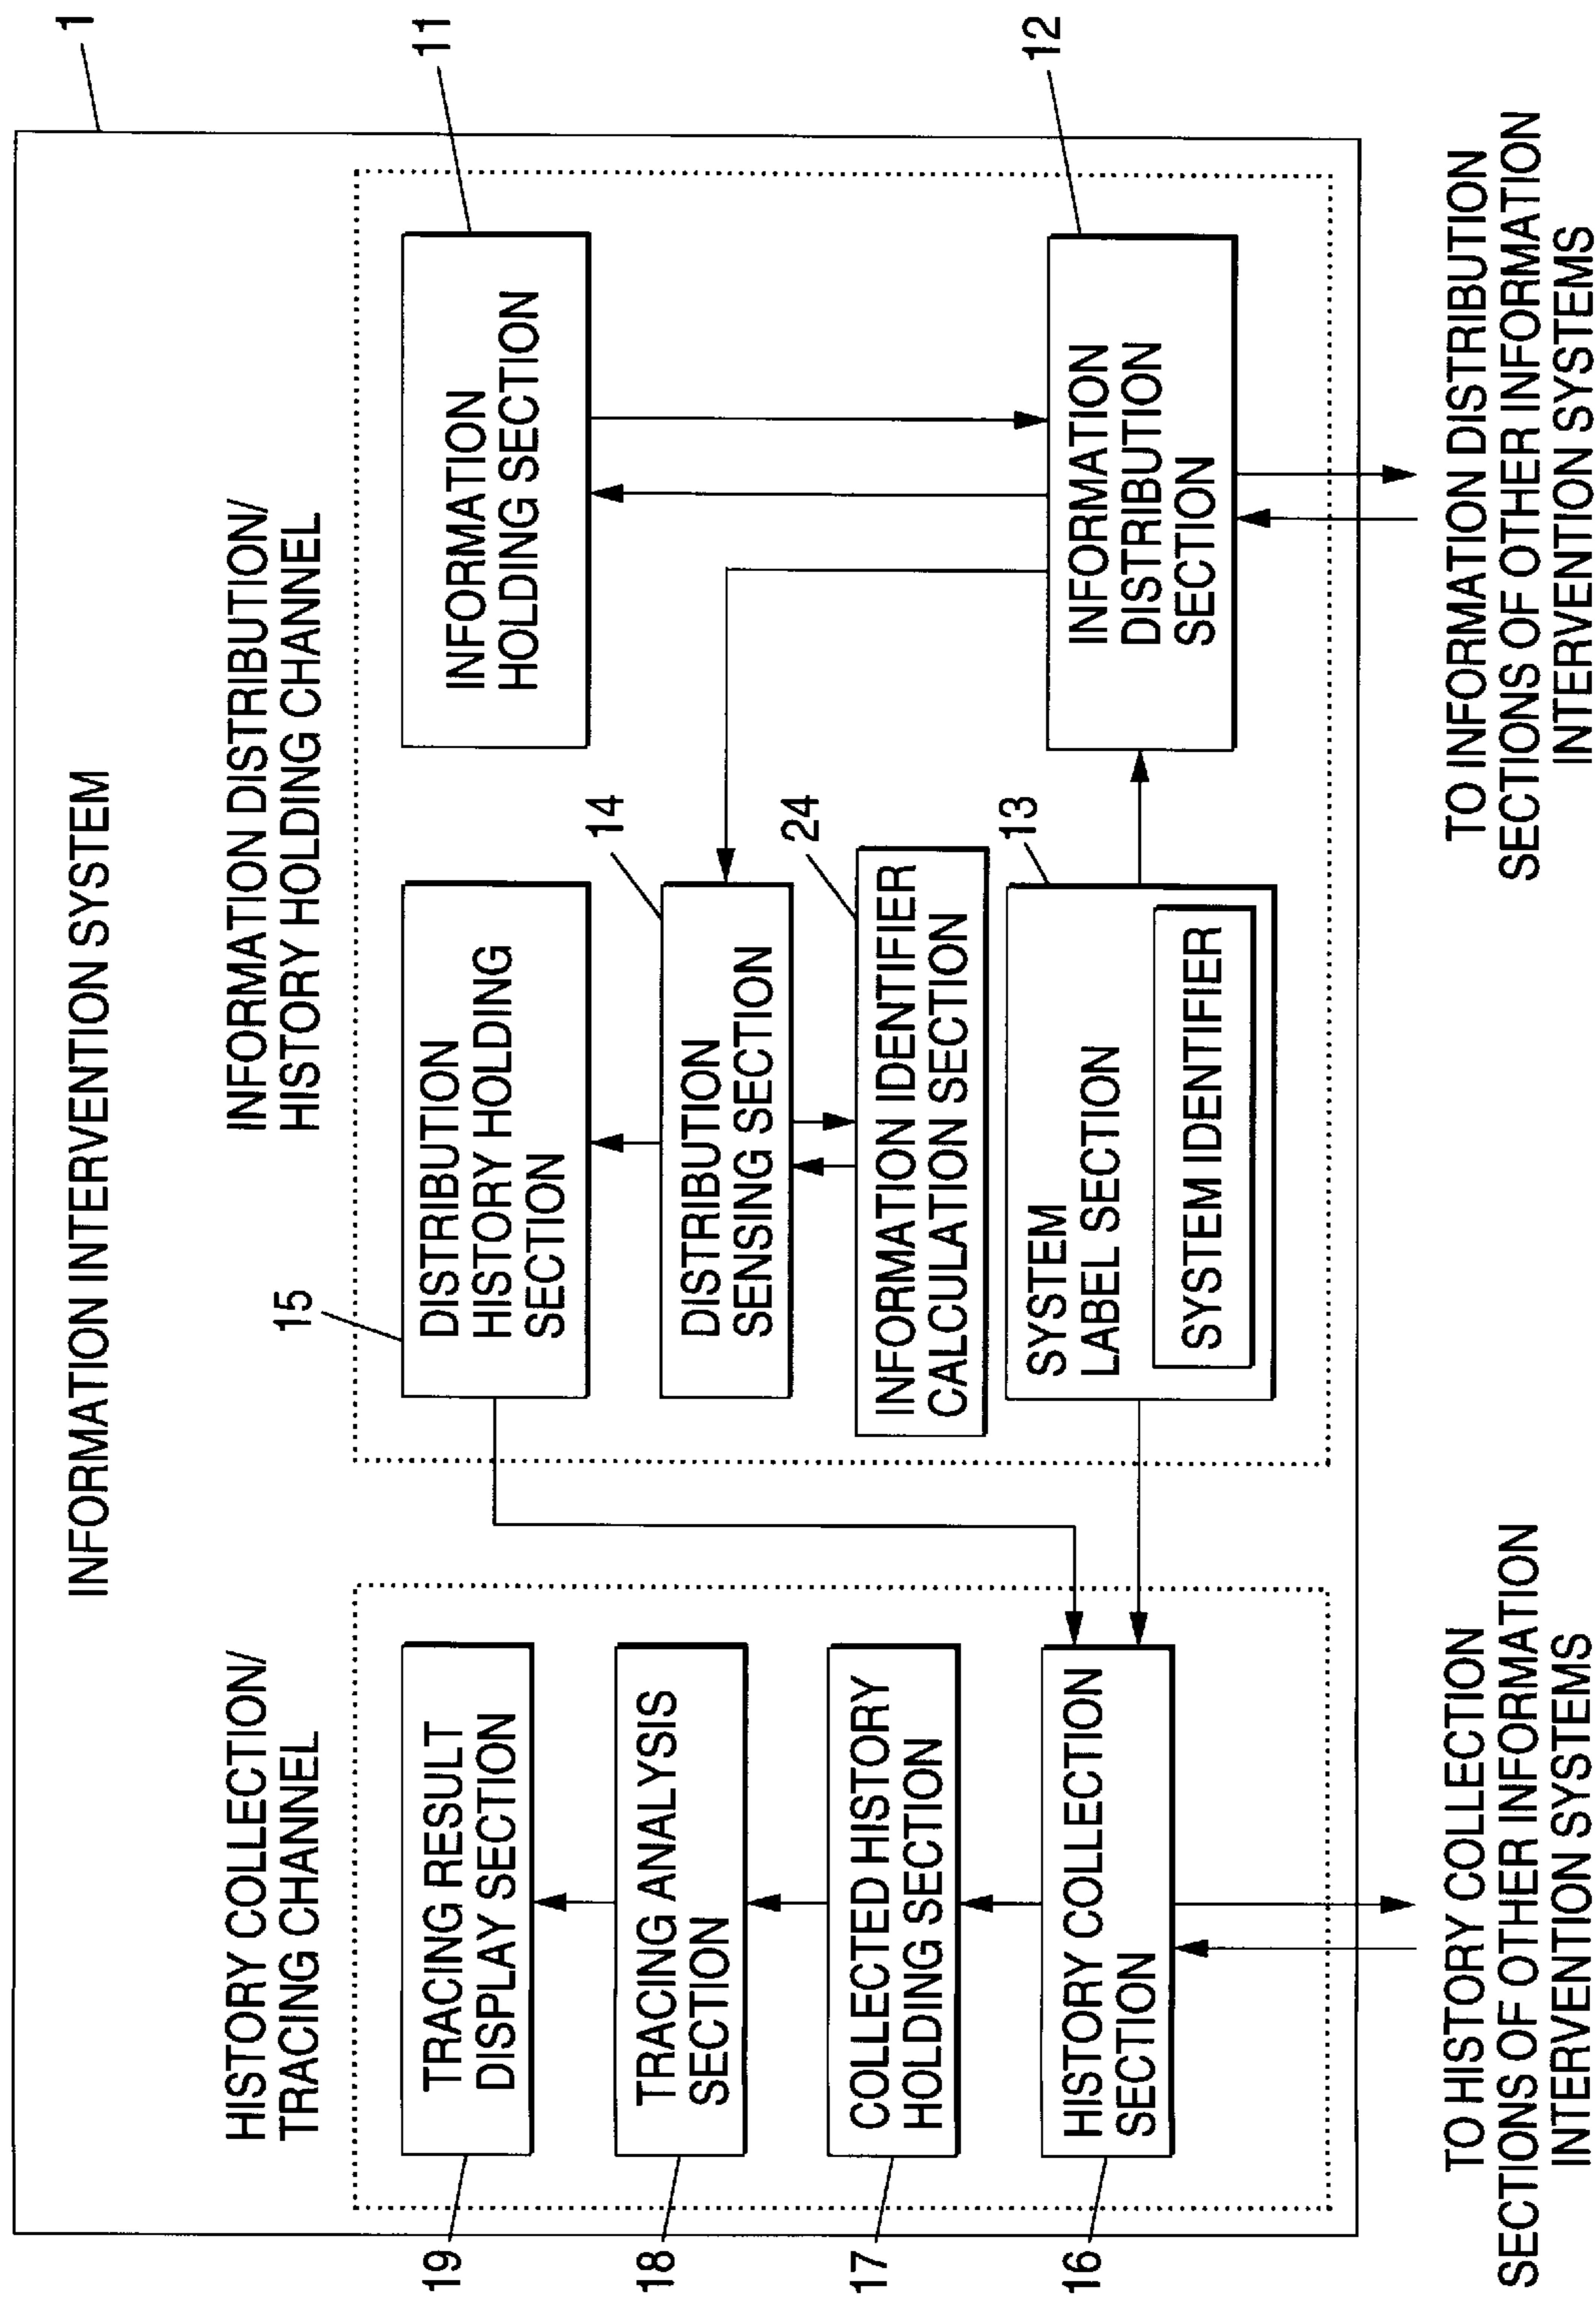 INFORMATION INTERVENTION SYSTEM
1
HISTORY COLLECTION/
TRACING CHANNEL
19
TRACING RESULT
DISPLAY SECTION
18
TRACING ANALYSIS
SECTION
17
COLLECTED HISTORY
HOLDING SECTION
16
HISTORY COLLECTION
SECTION
TO HISTORY COLLECTION
SECTIONS OF OTHER INFORMATION
INTERVENTION SYSTEMS
INFORMATION DISTRIBUTION/
HISTORY HOLDING CHANNEL
15
DISTRIBUTION
HISTORY HOLDING
SECTION
14
DISTRIBUTION
SENSING SECTION
24
INFORMATION IDENTIFIER
CALCULATION SECTION
13
SYSTEM
LABEL SECTION
SYSTEM IDENTIFIER
11
INFORMATION
HOLDING SECTION
12
INFORMATION
DISTRIBUTION
SECTION
TO INFORMATION DISTRIBUTION
SECTIONS OF OTHER INFORMATION
INTERVENTION SYSTEMS